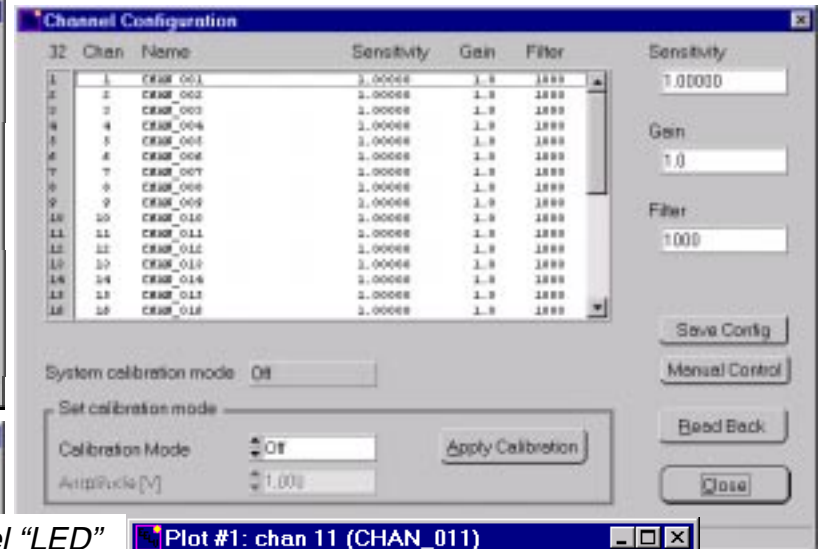 Channel Configuration
32 Chan Name Sensitivity Gain Filter
1 1 CHAN_001 1.00000 1.0 1000
2 2 CHAN_002 1.00000 1.0 1000
3 3 CHAN_003 1.00000 1.0 1000
4 4 CHAN_004 1.00000 1.0 1000
5 5 CHAN_005 1.00000 1.0 1000
6 6 CHAN_006 1.00000 1.0 1000
7 7 CHAN_007 1.00000 1.0 1000
8 8 CHAN_008 1.00000 1.0 1000
9 9 CHAN_009 1.00000 1.0 1000
10 10 CHAN_010 1.00000 1.0 1000
11 11 CHAN_011 1.00000 1.0 1000
12 12 CHAN_012 1.00000 1.0 1000
13 13 CHAN_013 1.00000 1.0 1000
14 14 CHAN_014 1.00000 1.0 1000
15 15 CHAN_015 1.00000 1.0 1000
16 16 CHAN_016 1.00000 1.0 1000
Sensitivity
1.00000
Gain
1.0
Filter
1000
Save Config
Manual Control
Read Back
Close
System calibration mode Off
Set calibration mode
Calibration Mode Off
Apply Calibration
Amplitude [V] 1.000
el "LED"
Plot #1: chan 11 (CHAN_011)